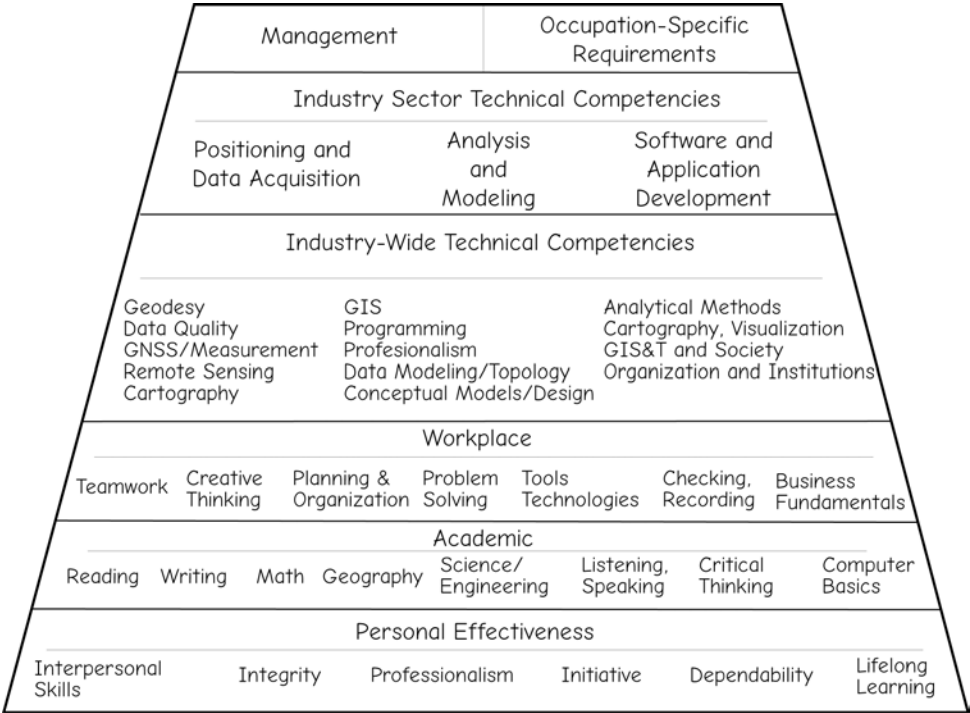 Management
Occupation-Specific
Requirements
Industry Sector Technical Competencies
Positioning and
Data Acquisition
Analysis
and
Modeling
Software and
Application
Development
Industry-Wide Technical Competencies
Geodesy
Data Quality
GNSS/Measurement
Remote Sensing
Cartography
GIS
Programming
Profesionalism
Data Modeling/Topology
Conceptual Models/Design
Analytical Methods
Cartography, Visualization
GIS&T and Society
Organization and Institutions
Workplace
Teamwork
Creative
Thinking
Planning &
Organization
Problem
Solving
Tools
Technologies
Checking,
Recording
Business
Fundamentals
Academic
Reading
Writing
Math
Geography
Science/
Engineering
Listening,
Speaking
Critical
Thinking
Computer
Basics
Personal Effectiveness
Interpersonal
Skills
Integrity
Professionalism
Initiative
Dependability
Lifelong
Learning